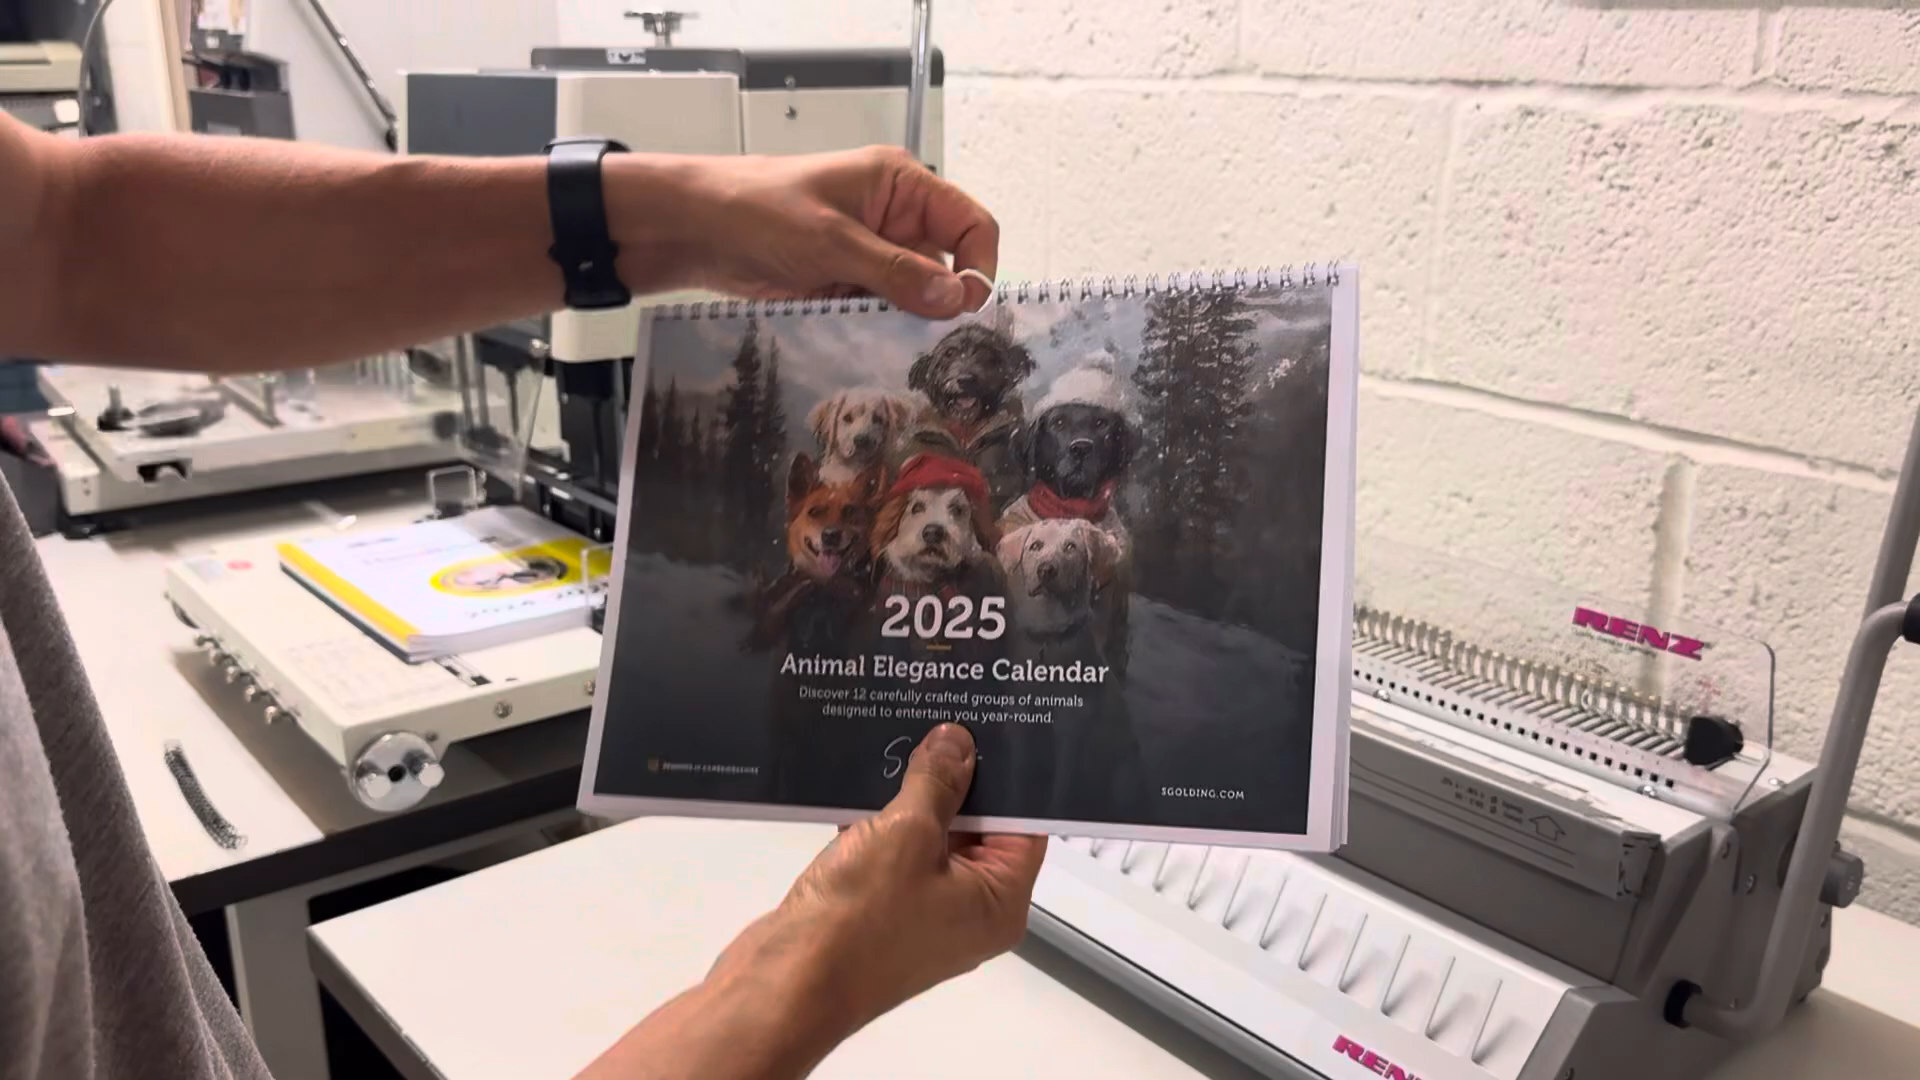 2025
Animal Elegance Calendar
Discover 12 carefully crafted groups of animals
designed to entertain you year-round.
SGOLDING.COM
RENZ
RENZ